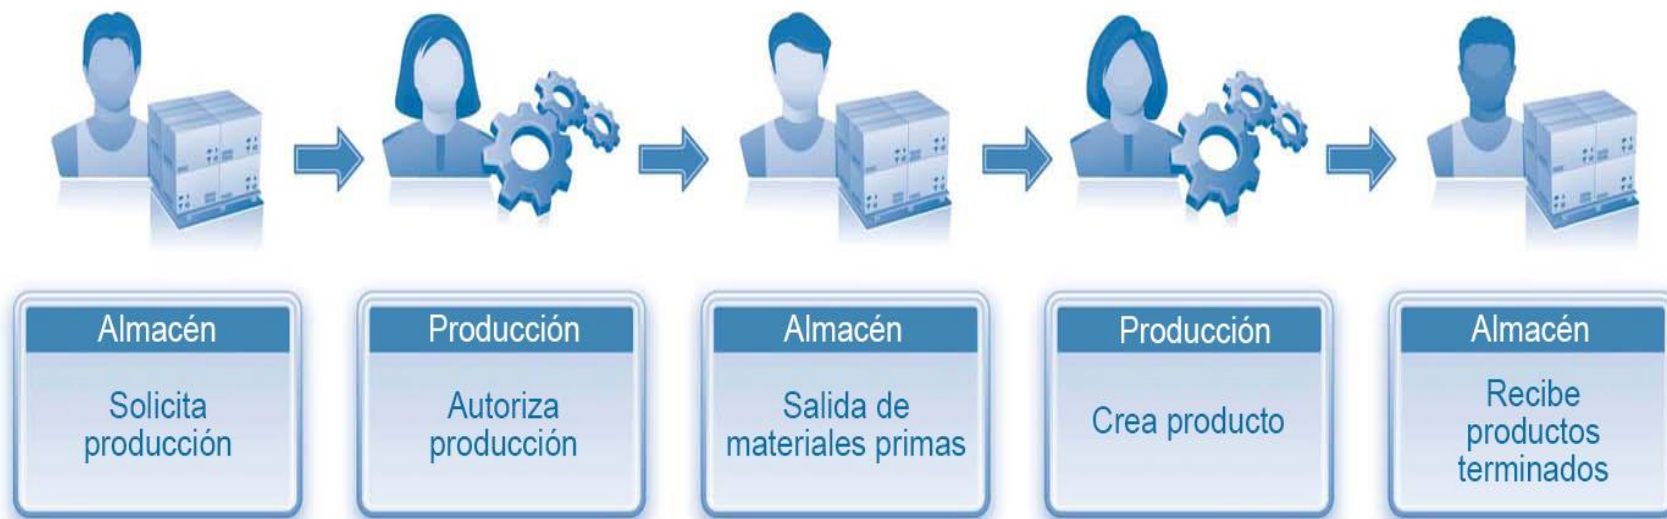 Almacén
Solicita
producción
Producción
Autoriza
producción
Almacén
Salida de
materiales primas
Producción
Crea producto
Almacén
Recibe
productos
terminados